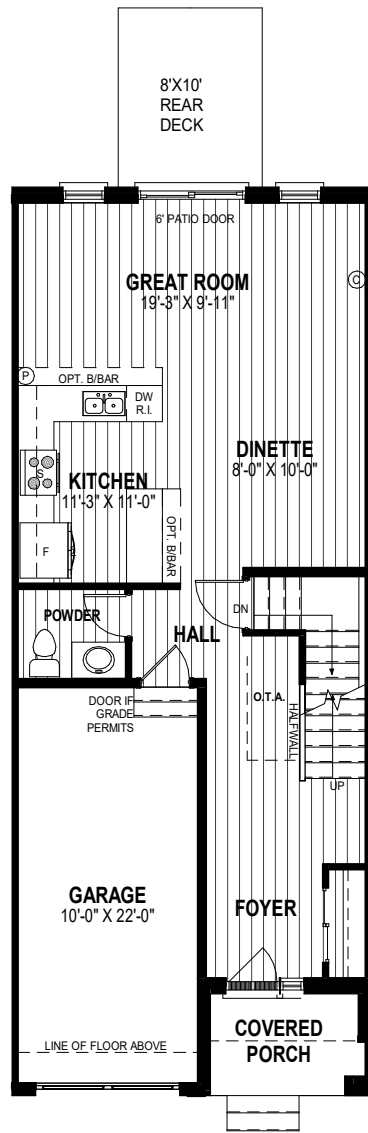 8'X10'
REAR
DECK
6' PATIO DOOR
GREAT ROOM
19'-3" X 9'-11"
C
P
OPT. B/BAR
DW
R.I.
DINETTE
8'-0" X 10'-0"
S
KITCHEN
11'-3" X 11'-0"
OPT. B/BAR
F
POWDER
DN
HALL
O.T.A.
HALFWALL
DOOR IF
GRADE
PERMITS
UP
GARAGE
10'-0" X 22'-0"
FOYER
COVERED
PORCH
LINE OF FLOOR ABOVE